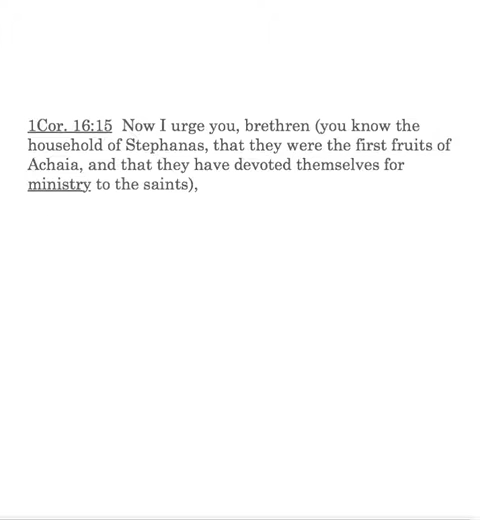 1Cor. 16:15  Now I urge you, brethren (you know the
household of Stephanas, that they were the first fruits of
Achaia, and that they have devoted themselves for
ministry to the saints),